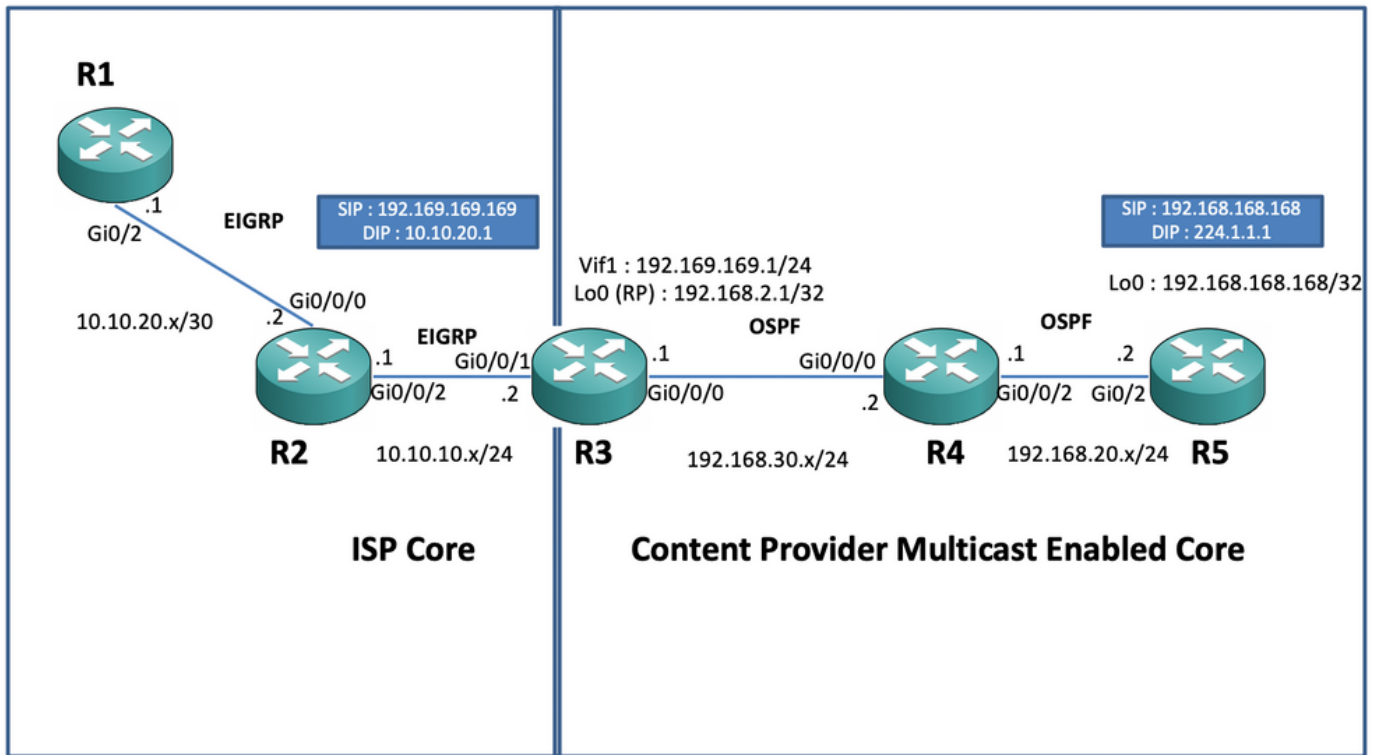 R1
.1
Gi0/2
EIGRP
SIP : 192.169.169.169
DIP : 10.10.20.1
SIP : 192.168.168.168
DIP : 224.1.1.1
Vif1 : 192.169.169.1/24
Lo0 (RP) : 192.168.2.1/32
Lo0 : 192.168.168.168/32
10.10.20.x/30
.2
Gi0/0/0
EIGRP
OSPF
OSPF
.1
Gi0/0/2
Gi0/0/1
.2
.1
Gi0/0/0
Gi0/0/0
.2
.1
Gi0/0/2
.2
Gi0/2
R2
10.10.10.x/24
R3
192.168.30.x/24
R4
192.168.20.x/24
R5
ISP Core
Content Provider Multicast Enabled Core